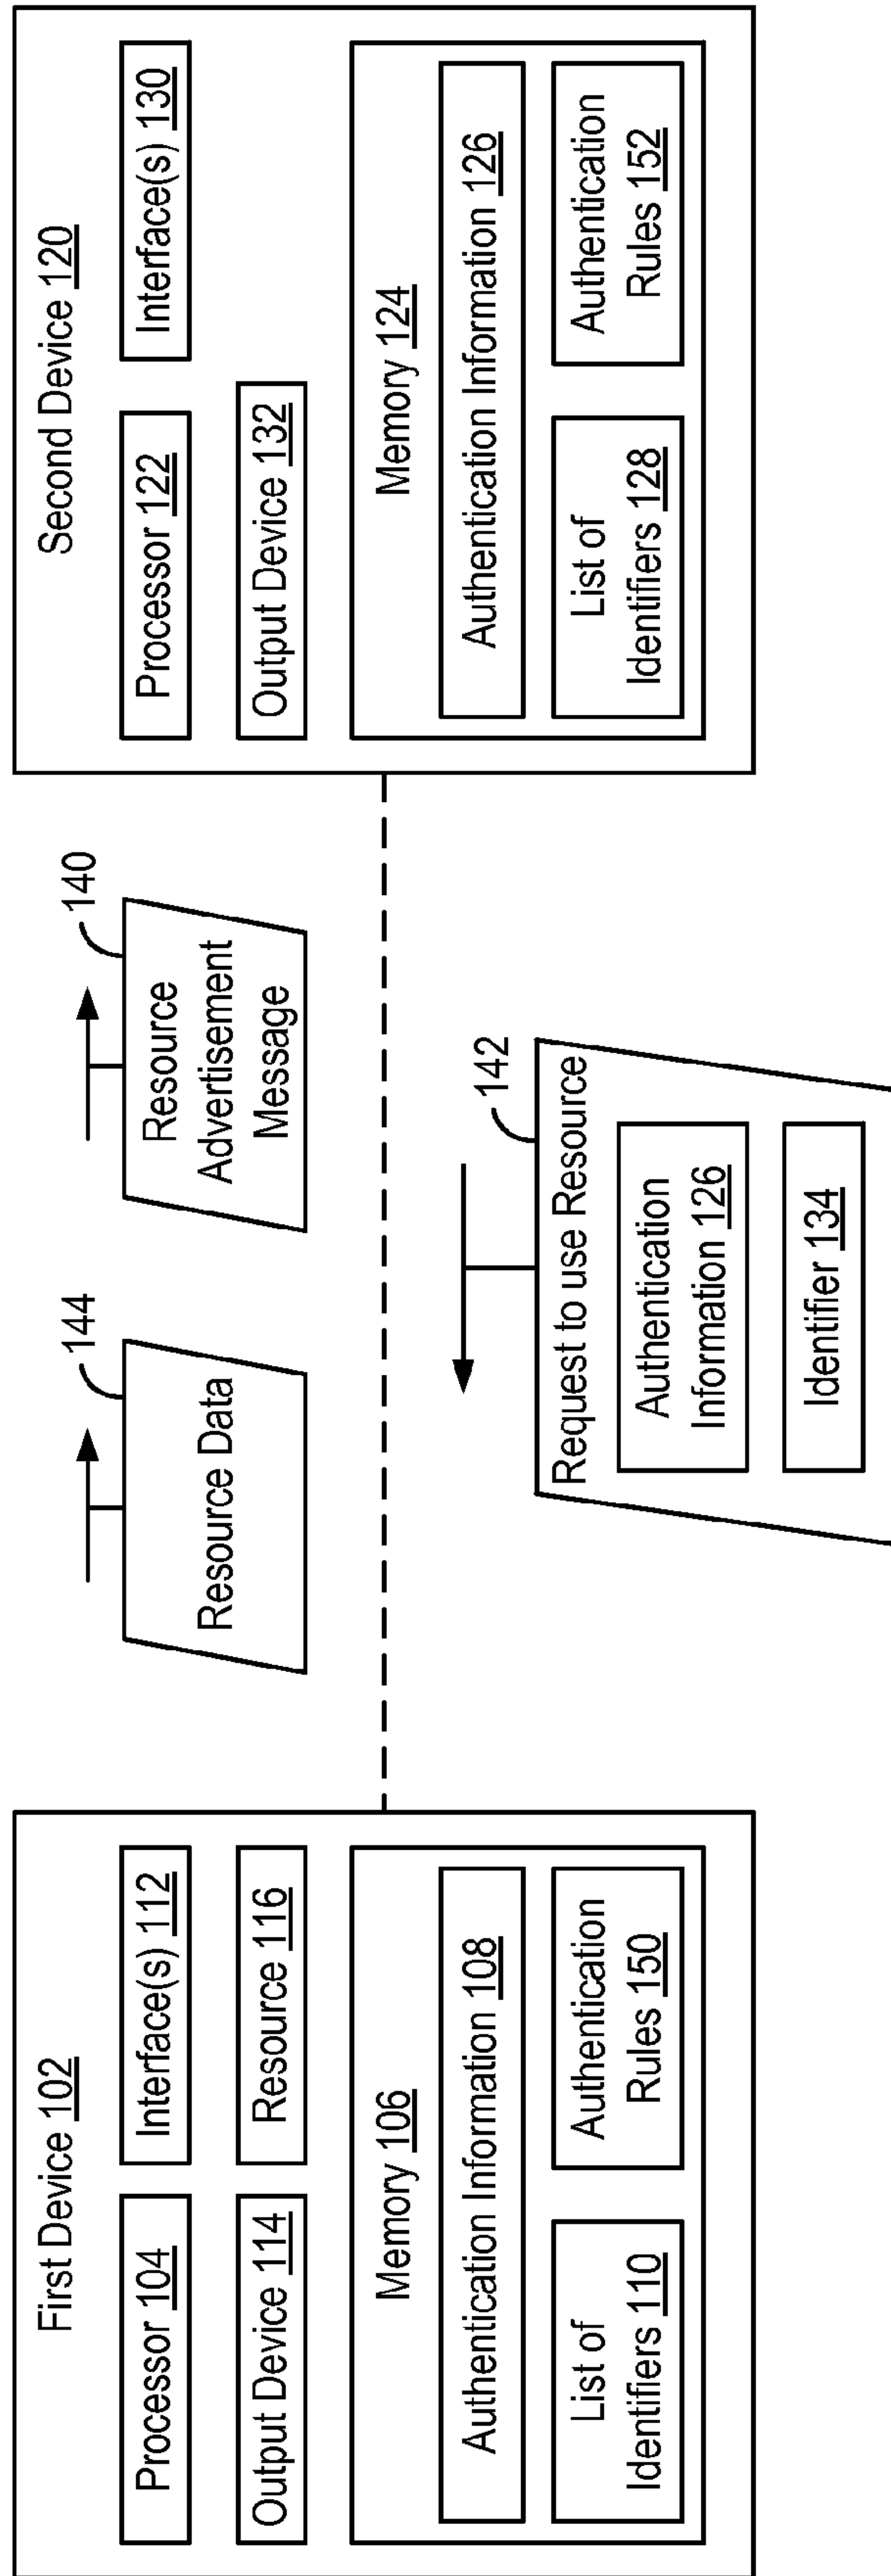 First Device 102
Processor 104
Interface(s) 112
Output Device 114
Resource 116
Memory 106
Authentication Information 108
List of
Identifiers 110
Authentication
Rules 150
144
Resource Data
140
Resource
Advertisement
Message
142
Request to use Resource
Authentication
Information 126
Identifier 134
Second Device 120
Processor 122
Interface(s) 130
Output Device 132
Memory 124
Authentication Information 126
List of
Identifiers 128
Authentication
Rules 152